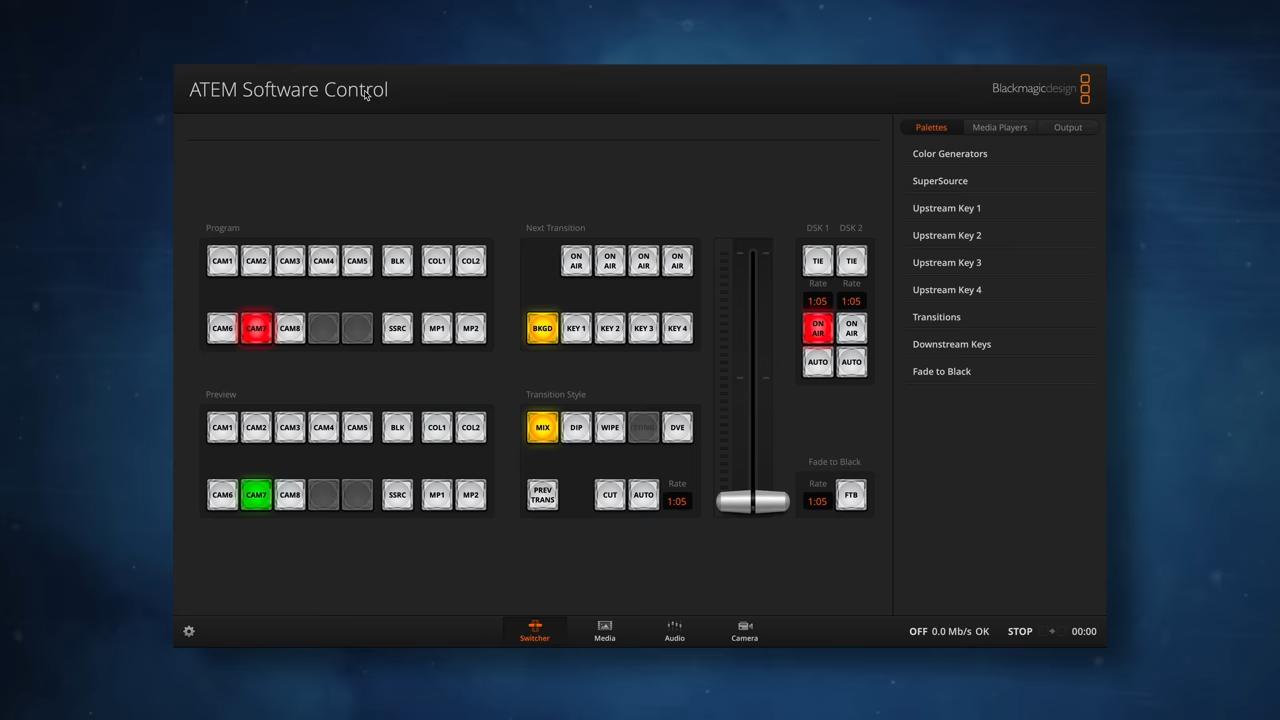 ATEM Software Control
Blackmagicdesign
Palettes Media Players Output
Color Generators
SuperSource
Upstream Key 1
Upstream Key 2
Upstream Key 3
Upstream Key 4
Transitions
Downstream Keys
Fade to Black
Program
CAM1 CAM2 CAM3 CAM4 CAM5 BLK COL1 COL2
CAM6 CAM7 CAM8 SSRC MP1 MP2
Next Transition
ON AIR ON AIR ON AIR ON AIR
BKGD KEY 1 KEY 2 KEY 3 KEY 4
DSK 1 DSK 2
TIE TIE
Rate Rate
1:05 1:05
ON AIR ON AIR
AUTO AUTO
Preview
CAM1 CAM2 CAM3 CAM4 CAM5 BLK COL1 COL2
CAM6 CAM7 CAM8 SSRC MP1 MP2
Transition Style
MIX DIP WIPE STING DVE
PREV TRANS CUT AUTO Rate 1:05
Fade to Black
Rate
1:05 FTB
Switcher Media Audio Camera
OFF 0.0 Mb/s OK STOP 00:00